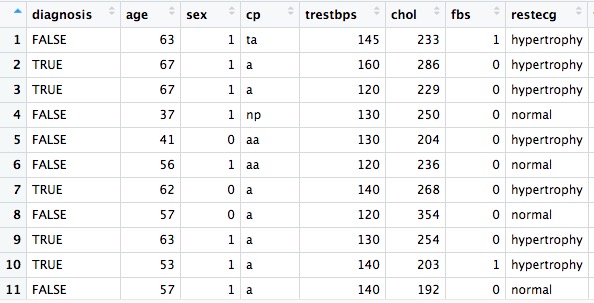 diagnosis age sex cp trestbps chol fbs restecg
1 FALSE 63 1 ta 145 233 1 hypertrophy
2 TRUE 67 1 a 160 286 0 hypertrophy
3 TRUE 67 1 a 120 229 0 hypertrophy
4 FALSE 37 1 np 130 250 0 normal
5 FALSE 41 0 aa 130 204 0 hypertrophy
6 FALSE 56 1 aa 120 236 0 normal
7 TRUE 62 0 a 140 268 0 hypertrophy
8 FALSE 57 0 a 120 354 0 normal
9 TRUE 63 1 a 130 254 0 hypertrophy
10 TRUE 53 1 a 140 203 1 hypertrophy
11 FALSE 57 1 a 140 192 0 normal